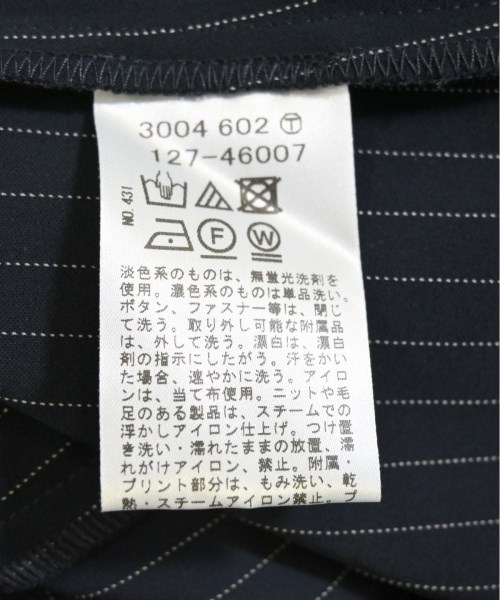 3004 602 Ⓣ
127-46007
NO. 431
F W
淡色系のものは、無蛍光洗剤を
使用。濃色系のものは単品洗い。
ボタン、ファスナー等は、閉じ
て洗う。取り外し可能な附属品
は、外して洗う。漂白は、漂白
剤の指示にしたがう。汗をかい
た場合、速やかに洗う。アイロ
ンは、当て布使用。ニットや毛
足のある製品は、スチームでの
浮かしアイロン仕上げ。つけ置
き洗い・濡れたままの放置、濡
れがけアイロン、禁止。附属・
プリント部分は、もみ洗い、乾
熱・スチームアイロン禁止。プ